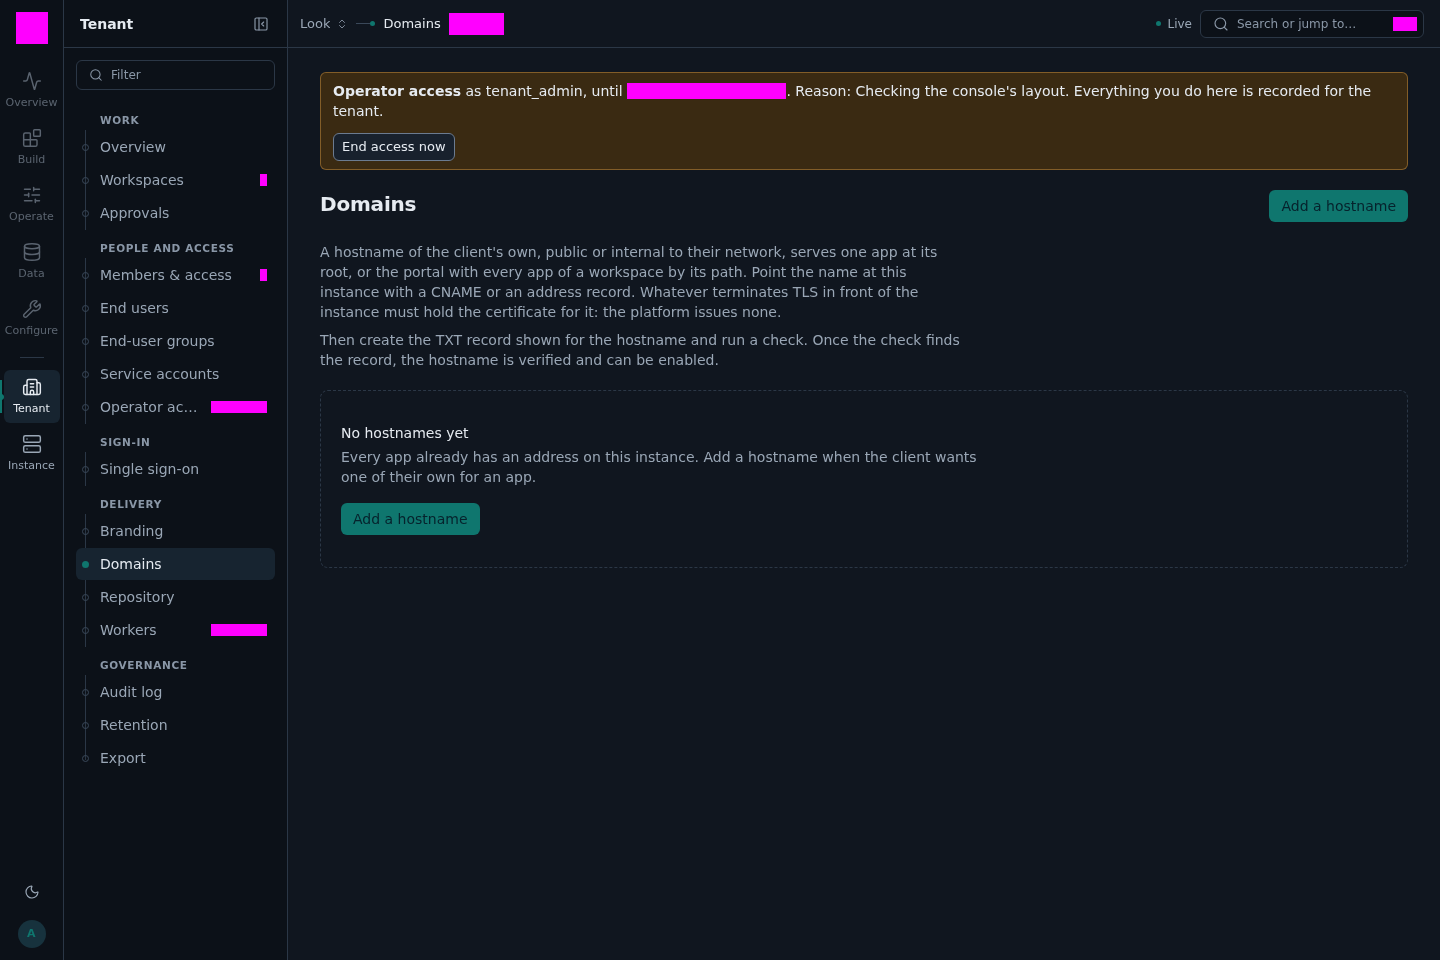 Tenant
Look
Domains
Live
Search or jump to…
Overview
Build
Operate
Data
Configure
Tenant
Instance
A
Filter
WORK
Overview
Workspaces
Approvals
PEOPLE AND ACCESS
Members & access
End users
End-user groups
Service accounts
Operator ac…
SIGN-IN
Single sign-on
DELIVERY
Branding
Domains
Repository
Workers
GOVERNANCE
Audit log
Retention
Export
Operator access as tenant_admin, until . Reason: Checking the console's layout. Everything you do here is recorded for the
tenant.
End access now
Domains
Add a hostname
A hostname of the client's own, public or internal to their network, serves one app at its
root, or the portal with every app of a workspace by its path. Point the name at this
instance with a CNAME or an address record. Whatever terminates TLS in front of the
instance must hold the certificate for it: the platform issues none.
Then create the TXT record shown for the hostname and run a check. Once the check finds
the record, the hostname is verified and can be enabled.
No hostnames yet
Every app already has an address on this instance. Add a hostname when the client wants
one of their own for an app.
Add a hostname